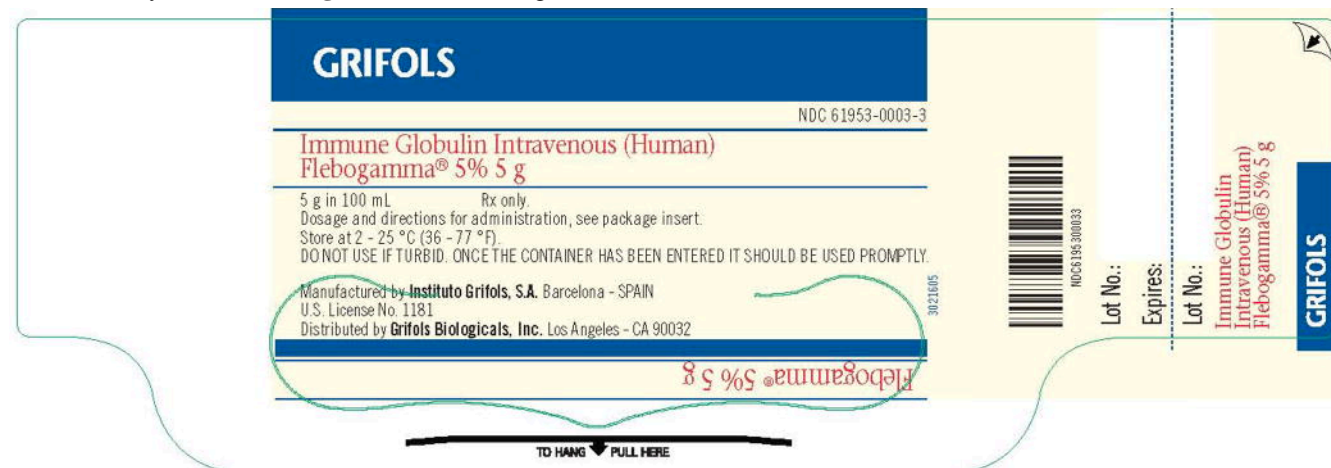 GRIFOLS
NDC 61953-0003-3
Immune Globulin Intravenous (Human)
Flebogamma® 5% 5 g
5 g in 100 mL Rx only.
Dosage and directions for administration, see package insert.
Store at 2 - 25 °C (36 - 77 °F).
DO NOT USE IF TURBID. ONCE THE CONTAINER HAS BEEN ENTERED IT SHOULD BE USED PROMPTLY.
Manufactured by Instituto Grifols, S.A. Barcelona - SPAIN
U.S. License No. 1181
Distributed by Grifols Biologicals, Inc. Los Angeles - CA 90032
3021605
Flebogamma® 5% 5 g
TO HANG PULL HERE
NDC6195300033
Lot No.:
Expires:
Lot No.:
Immune Globulin
Intravenous (Human)
Flebogamma® 5% 5 g
GRIFOLS